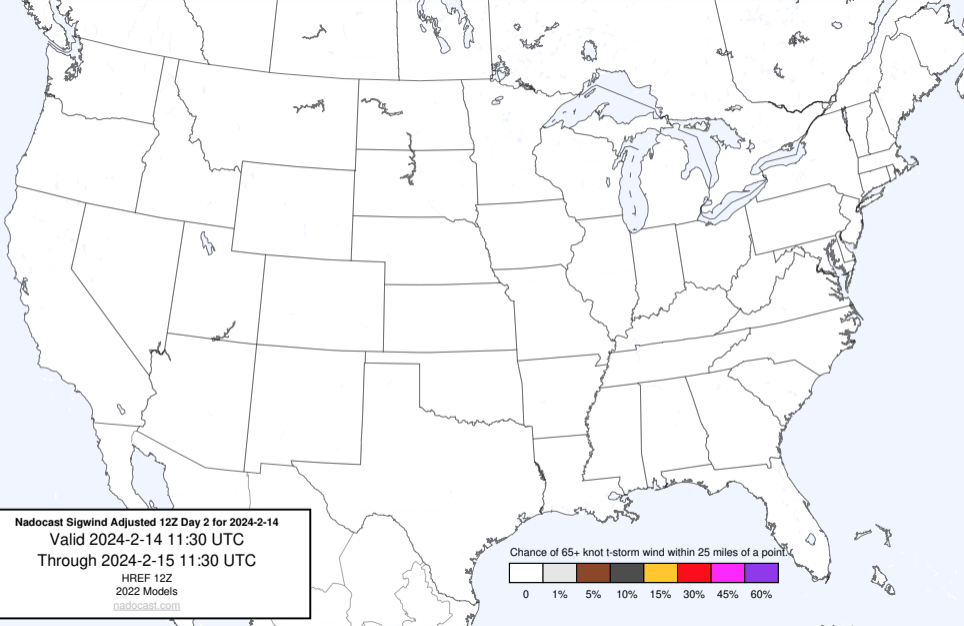 Nadocast Sigwind Adjusted 12Z Day 2 for 2024-2-14
Valid 2024-2-14 11:30 UTC
Through 2024-2-15 11:30 UTC
HREF 12Z
2022 Models
nadocast.com
Chance of 65+ knot t-storm wind within 25 miles of a point.
0 1% 5% 10% 15% 30% 45% 60%